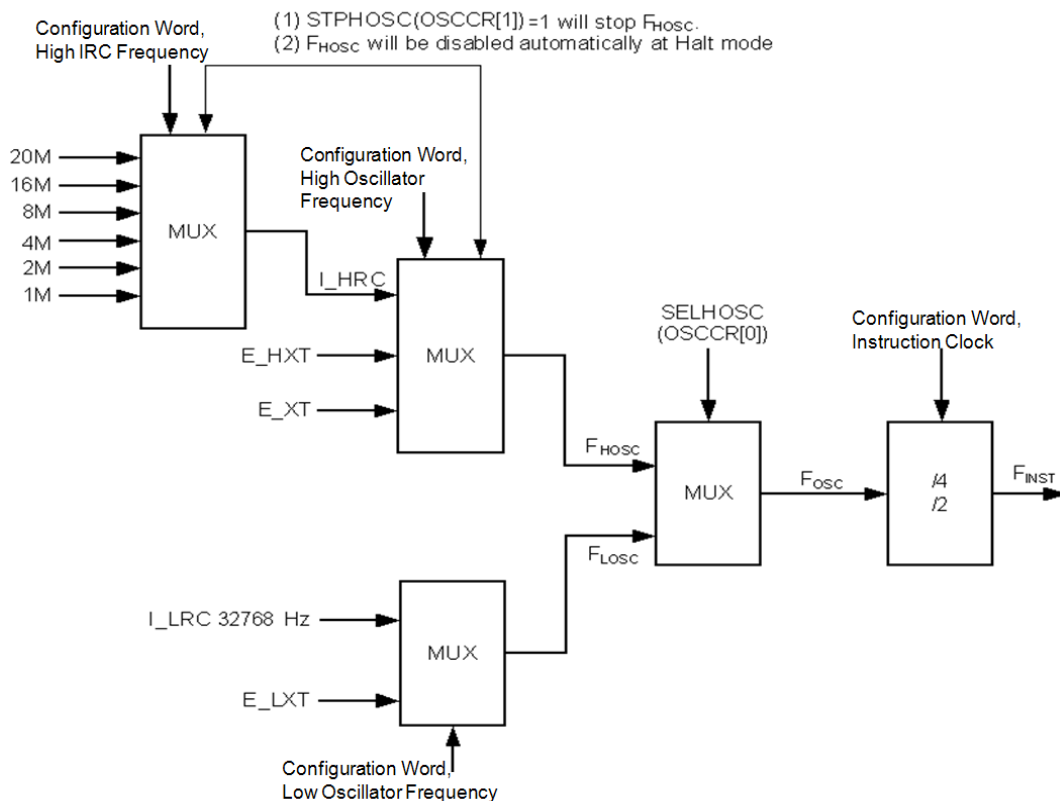 (1) STPHOSC(OSCCR[1])=1 will stop FHOSC.
(2) FHOSC will be disabled automatically at Halt mode
Configuration Word,
High IRC Frequency
20M
16M
8M
4M
2M
1M
MUX
I_HRC
Configuration Word,
High Oscillator
Frequency
E_HXT
E_XT
MUX
FHOSC
SELHOSC
(OSCCR[0])
MUX
FLOSC
FOSC
Configuration Word,
Instruction Clock
/4
/2
FINST
I_LRC 32768 Hz
E_LXT
MUX
Configuration Word,
Low Oscillator Frequency